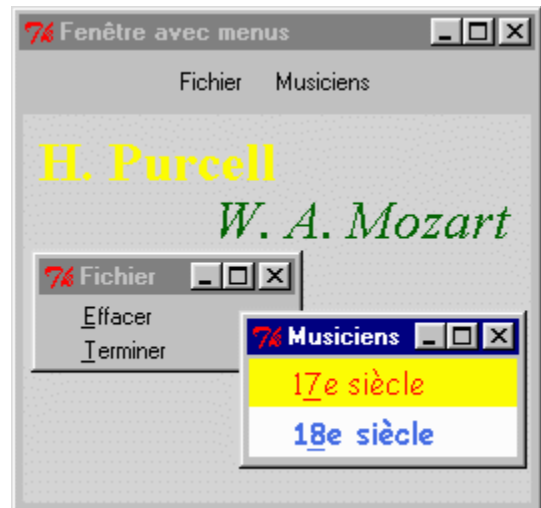 Fenêtre avec menus
Fichier Musiciens
H. Purcell
W. A. Mozart
Fichier
Effacer
Terminer
Musiciens
17e siècle
18e siècle